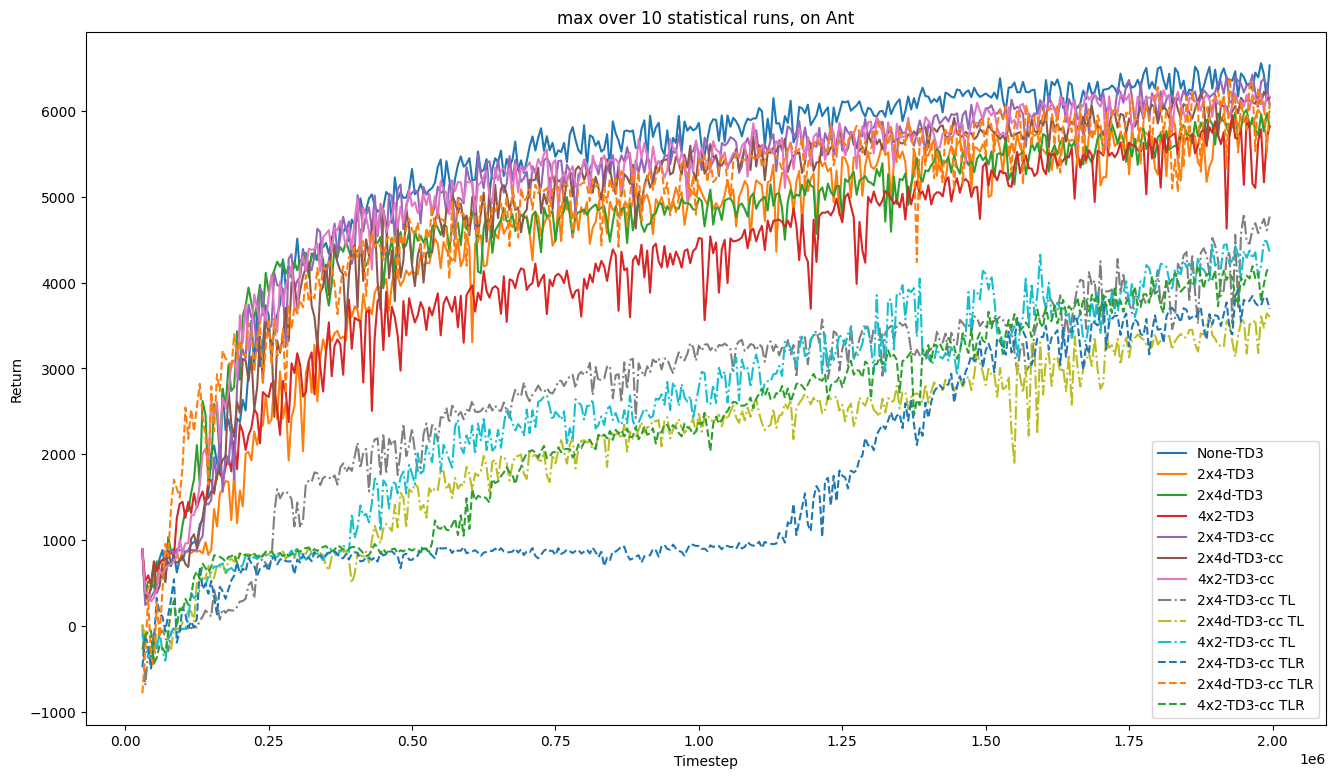 max over 10 statistical runs, on Ant
Return
6000
5000
4000
3000
2000
1000
0
−1000
None-TD3
2x4-TD3
2x4d-TD3
4x2-TD3
2x4-TD3-cc
2x4d-TD3-cc
4x2-TD3-cc
2x4-TD3-cc TL
2x4d-TD3-cc TL
4x2-TD3-cc TL
2x4-TD3-cc TLR
2x4d-TD3-cc TLR
4x2-TD3-cc TLR
0.00 0.25 0.50 0.75 1.00 1.25 1.50 1.75 2.00
Timestep
1e6